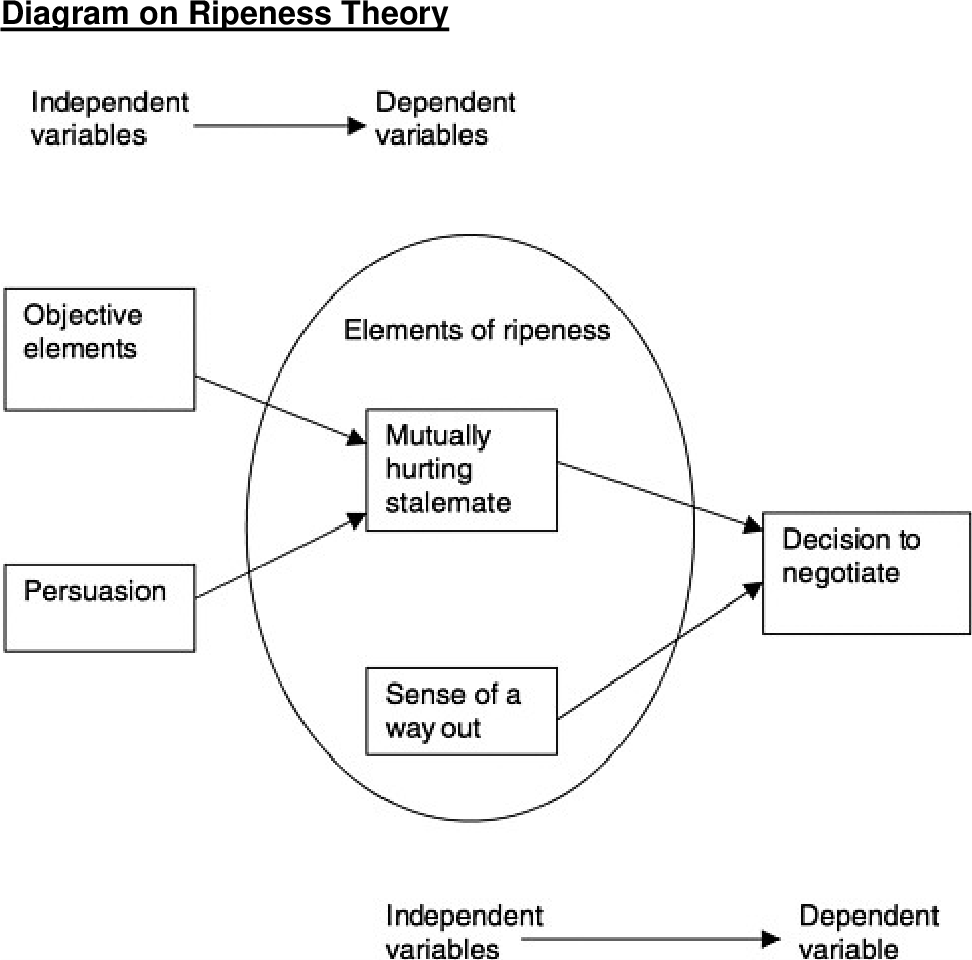 Diagram on Ripeness Theory
Independent
variables
Dependent
variables
Elements of ripeness
Objective
elements
Mutually
hurting
stalemate
Persuasion
Decision to
negotiate
Sense of a
way out
Independent
variables
Dependent
variable